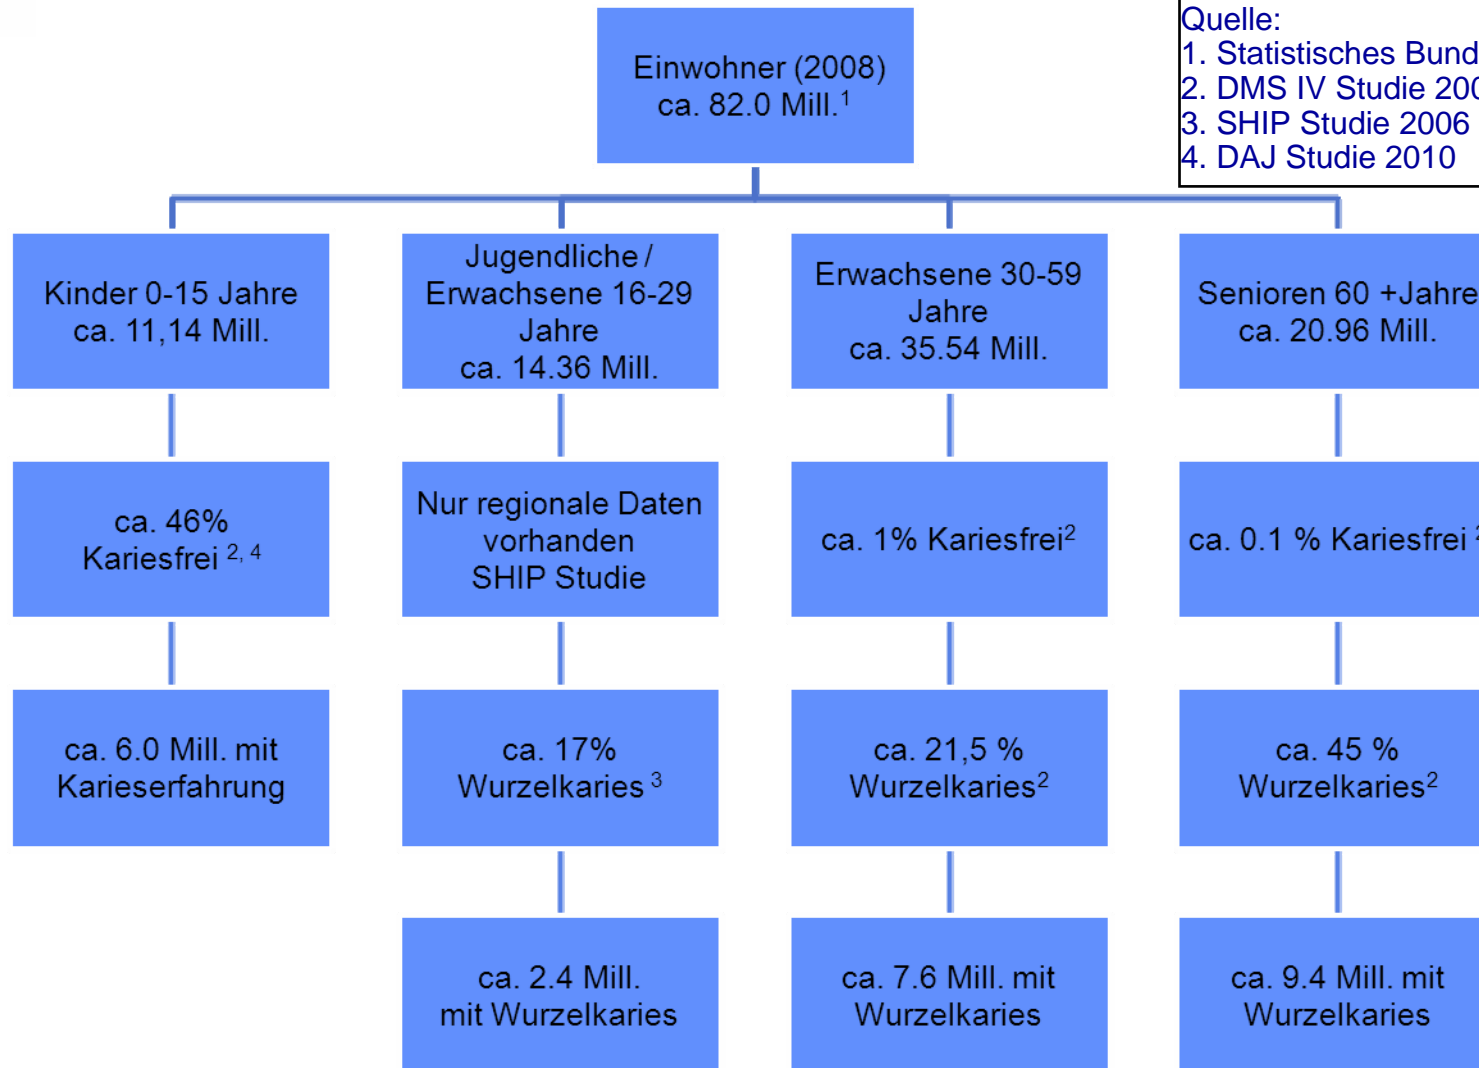 Einwohner (2008)
ca. 82.0 Mill.¹
Quelle:
1. Statistisches
2. DMS IV Studie
3. SHIP Studie 2006
4. DAJ Studie 2010
Kinder 0-15 Jahre
ca. 11,14 Mill.
Jugendliche /
Erwachsene 16-29
Jahre
ca. 14.36 Mill.
Erwachsene 30-59
Jahre
ca. 35.54 Mill.
Senioren 60 +Jahre
ca. 20.96 Mill.
ca. 46%
Kariesfrei ²˒ ⁴
Nur regionale Daten
vorhanden
SHIP Studie
ca. 1% Kariesfrei²
ca. 0.1 % Kariesfrei
ca. 6.0 Mill. mit
Karieserfahrung
ca. 17%
Wurzelkaries ³
ca. 21,5 %
Wurzelkaries²
ca. 45 %
Wurzelkaries²
ca. 2.4 Mill.
mit Wurzelkaries
ca. 7.6 Mill. mit
Wurzelkaries
ca. 9.4 Mill. mit
Wurzelkaries